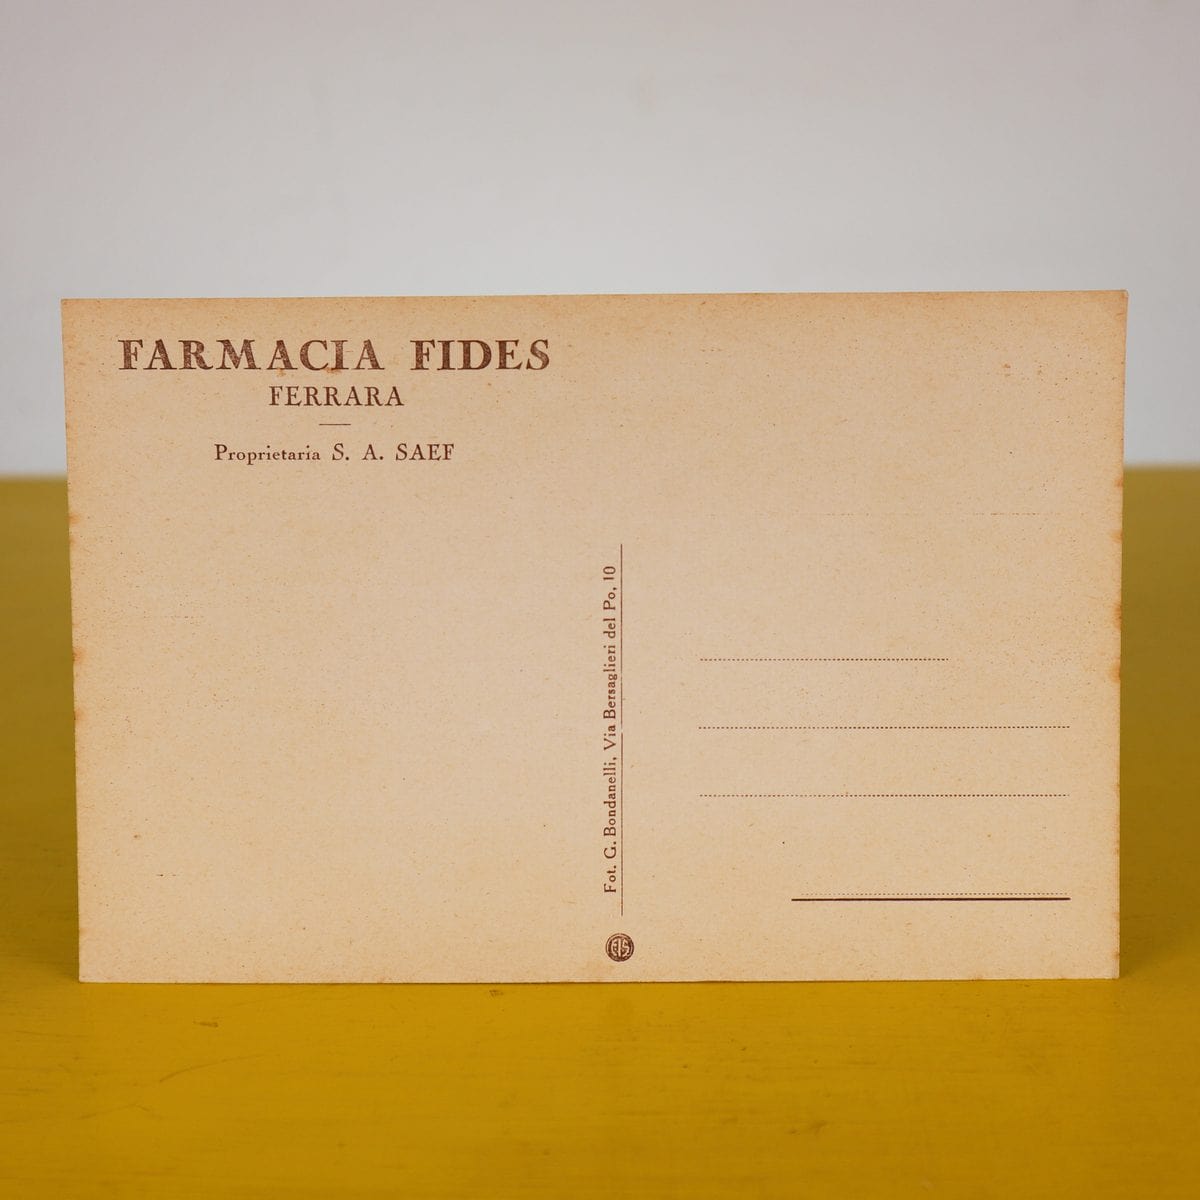 FARMACIA FIDES
FERRARA
Proprietaria S. A. SAEF
Fot. G. Bondanelli, Via Bersaglieri del Po, 10